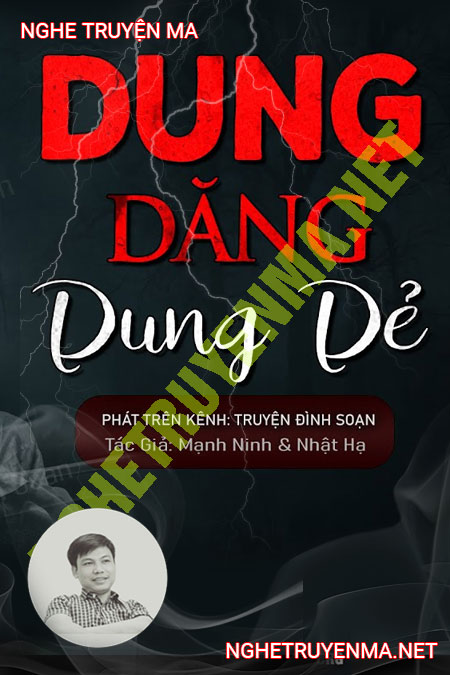 NGHE TRUYỆN MA
DUNG
DĂNG
Dung Dẻ
NGHETRUYENMA.NET
PHÁT TRÊN KÊNH: TRUYỆN ĐÌNH SOẠN
Tác Giả: Mạnh Ninh & Nhật Hạ
NGHETRUYENMA.NET